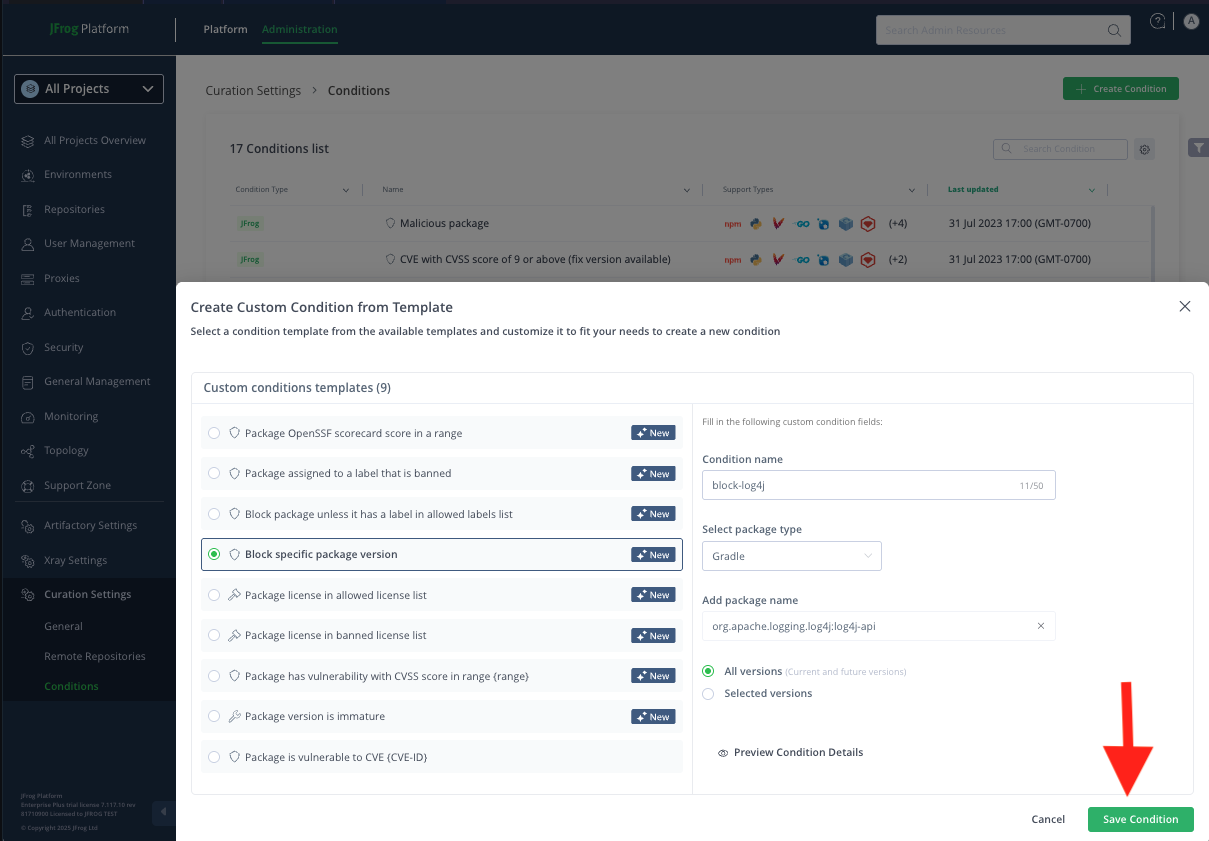 JFrog Platform
Platform
Administration
Search Admin Resources
A
All Projects
All Projects Overview
Environments
Repositories
User Management
Proxies
Authentication
Security
General Management
Monitoring
Topology
Support Zone
Artifactory Settings
Xray Settings
Curation Settings
General
Remote Repositories
Conditions
JFrog Platform
Enterprise Plus trial license 7.117.10 rev
81710900 Licensed to JFROG TEST
© Copyright 2025 JFrog Ltd
Curation Settings > Conditions
Create Condition
17 Conditions list
Search Condition
Condition Type Name Support Types Last updated
JFrog Malicious package npm GO (+4) 31 Jul 2023 17:00 (GMT-0700)
JFrog CVE with CVSS score of 9 or above (fix version available) npm GO (+2) 31 Jul 2023 17:00 (GMT-0700)
Create Custom Condition from Template
Select a condition template from the available templates and customize it to fit your needs to create a new condition
Custom conditions templates (9)
Package OpenSSF scorecard score in a range New
Package assigned to a label that is banned New
Block package unless it has a label in allowed labels list New
Block specific package version New
Package license in allowed license list New
Package license in banned license list New
Package has vulnerability with CVSS score in range {range} New
Package version is immature New
Package is vulnerable to CVE {CVE-ID}
Fill in the following custom condition fields:
Condition name
block-log4j 11/50
Select package type
Gradle
Add package name
org.apache.logging.log4j:log4j-api
All versions (Current and future versions)
Selected versions
Preview Condition Details
Cancel
Save Condition